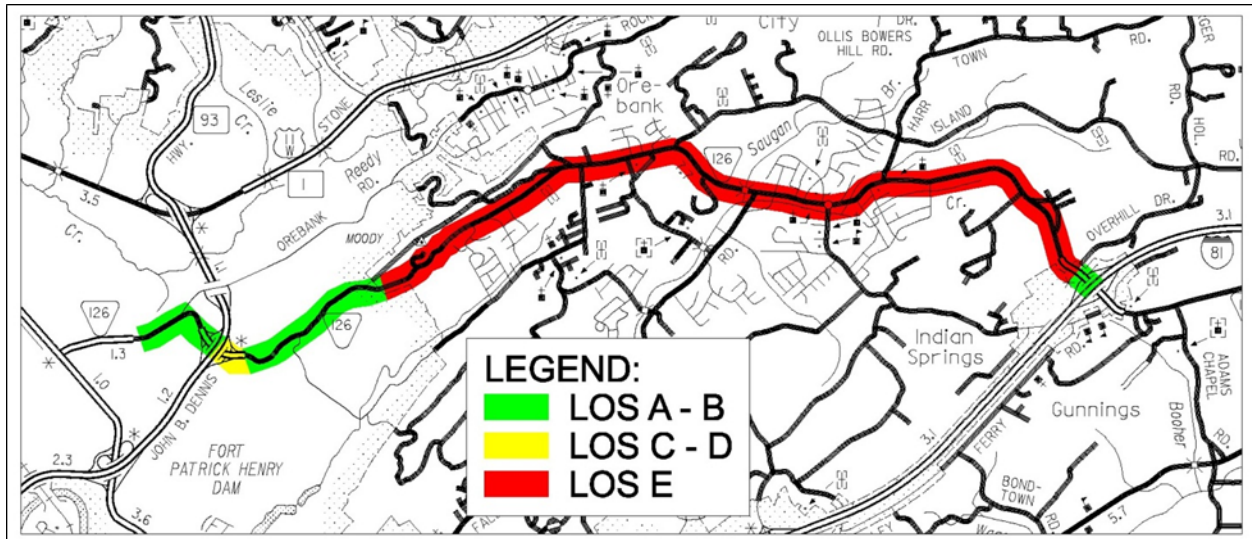 City
ROCK
DR.
OLLIS BOWERS
HILL RD.
TOWN
RD.
Leslie
Cr.
93
HWY.
11
W
1
STONE
Reedy
RD.
Ore-
bank
126
Saugan
Br.
HARR
ISLAND
RD.
HOL.
RD.
3.5
Cr.
OREBANK
MOODY
Cr.
RD.
OVERHILL DR.
3.1
81
126
1.3
126
1.0
1.2
JOHN B. DENNIS
2.3
3.6
FORT
PATRICK HENRY
DAM
Indian
Springs
RD.
FERRY
3.1
Gunnings
ADAMS
CHAPEL
RD.
Booher
BOND-
TOWN
RD.
5.7
LEGEND:
LOS A - B
LOS C - D
LOS E